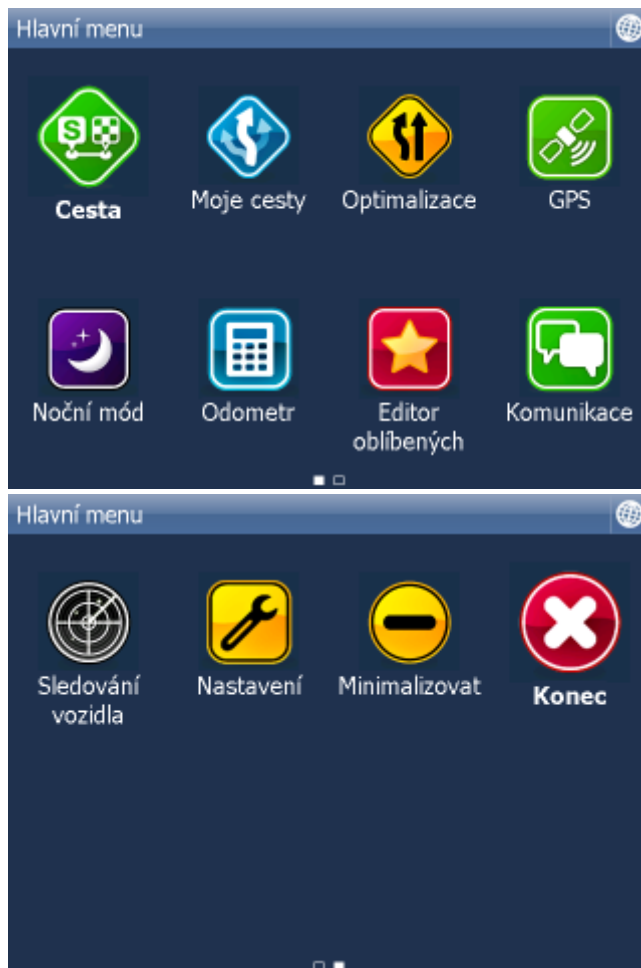 Hlavní menu
Cesta
Moje cesty
Optimalizace
GPS
Noční mód
Odometr
Editor
oblíbených
Komunikace
Hlavní menu
Sledování
vozidla
Nastavení
Minimalizovat
Konec